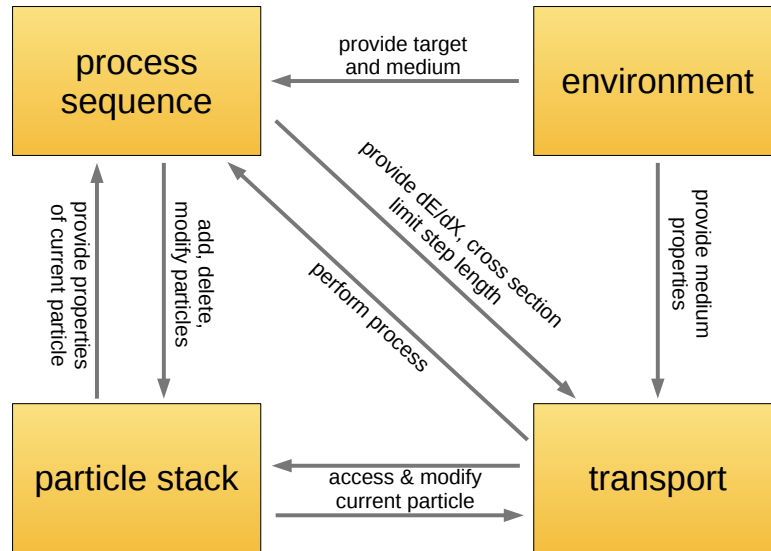 process
sequence
provide target
and medium
environment
provide dE/dX, cross section
limit step length
perform process
provide properties
of current particle
add, delete,
modify particles
provide medium
properties
particle stack
access & modify
current particle
transport